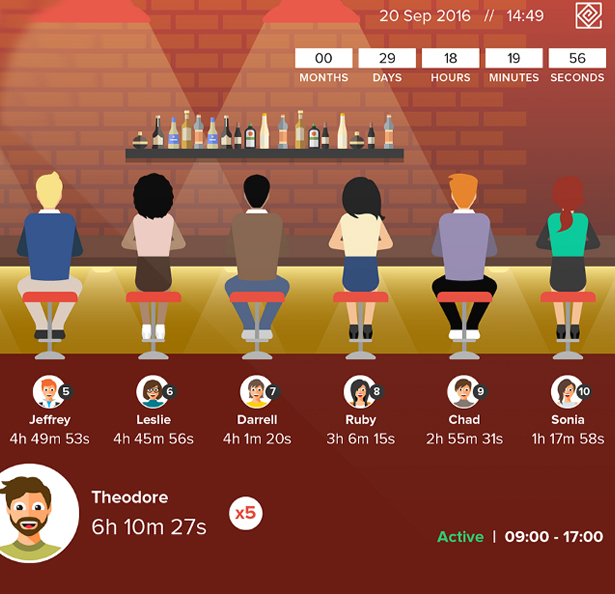 20 Sep 2016 // 14:49
00 29 18 19 56
MONTHS DAYS HOURS MINUTES SECONDS
5 6 7 8 9 10
Jeffrey Leslie Darrell Ruby Chad Sonia
4h 49m 53s 4h 45m 56s 4h 1m 20s 3h 6m 15s 2h 55m 31s 1h 17m 58s
Theodore
6h 10m 27s
x5
Active | 09:00 - 17:00